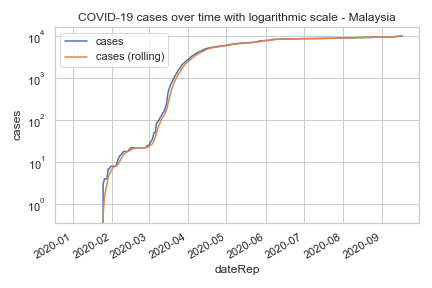 COVID-19 cases over time with logarithmic scale - Malaysia
cases
cases (rolling)
10⁴
10³
10²
10¹
10⁰
cases
2020-01
2020-02
2020-03
2020-04
2020-05
2020-06
2020-07
2020-08
2020-09
dateRep